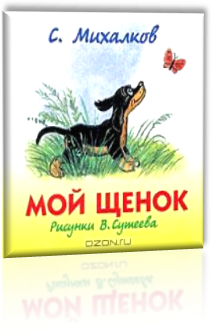 С. Михалков
МОЙ ЩЕНОК
Рисунки В. Сутеева
OZON.RU